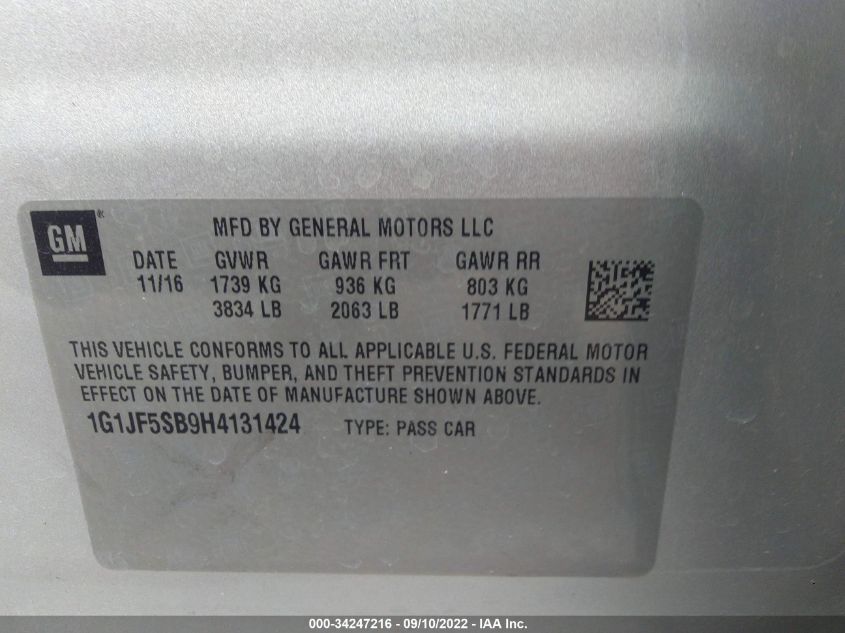 GM ®
MFD BY GENERAL MOTORS LLC
DATE GVWR GAWR FRT GAWR RR
11/16 1739 KG 936 KG 803 KG
3834 LB 2063 LB 1771 LB
THIS VEHICLE CONFORMS TO ALL APPLICABLE U.S. FEDERAL MOTOR
VEHICLE SAFETY, BUMPER, AND THEFT PREVENTION STANDARDS IN
EFFECT ON THE DATE OF MANUFACTURE SHOWN ABOVE.
1G1JF5SB9H4131424 TYPE: PASS CAR
000-34247216 - 09/10/2022 - IAA Inc.